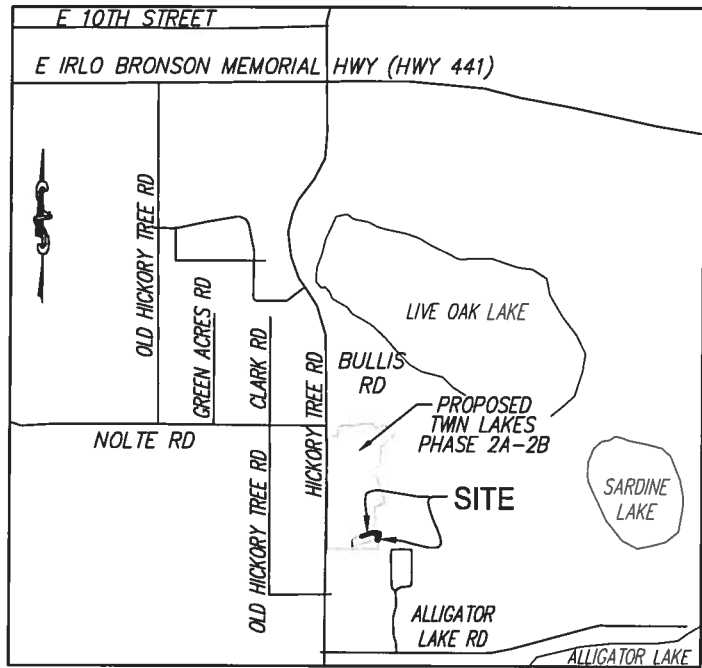 E 10TH STREET
E IRLO BRONSON MEMORIAL HWY (HWY 441)
OLD HICKORY TREE RD
GREEN ACRES RD
CLARK RD
HICKORY TREE RD
LIVE OAK LAKE
BULLIS
RD
PROPOSED
TWIN LAKES
PHASE 2A-2B
NOLTE RD
OLD HICKORY TREE RD
SITE
SARDINE
LAKE
ALLIGATOR
LAKE RD
ALLIGATOR LAKE